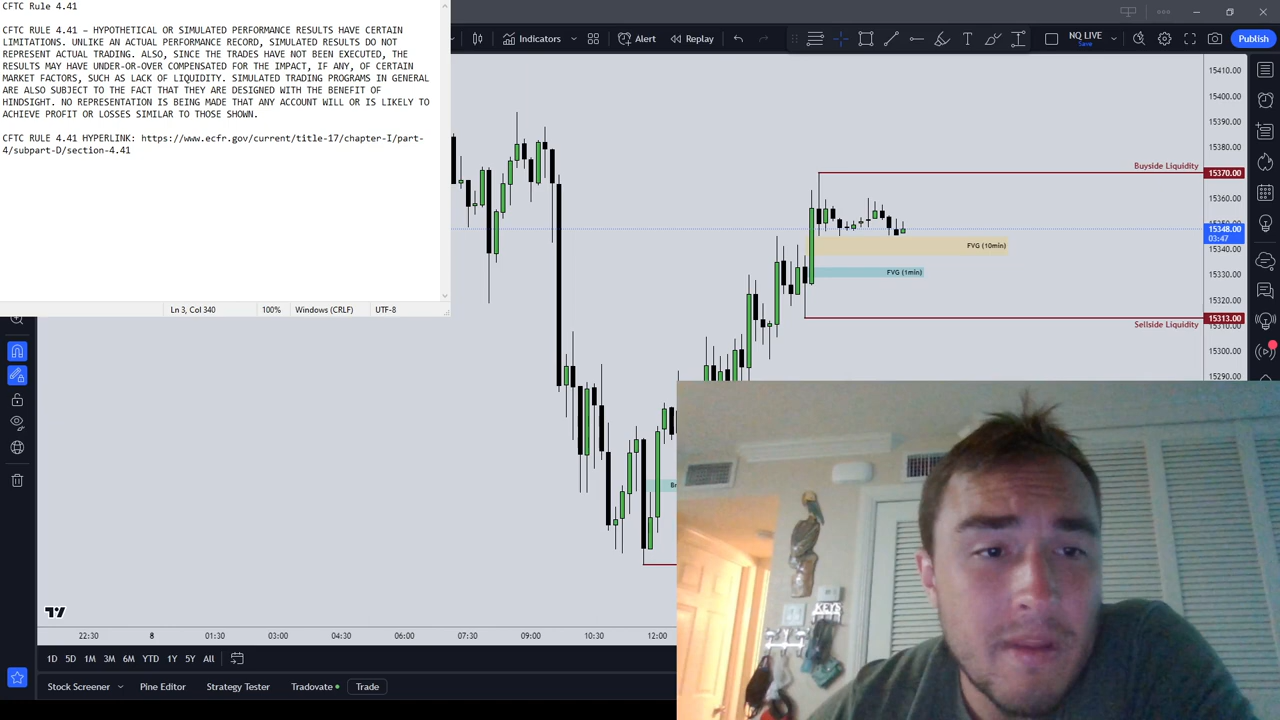 CFTC Rule 4.41
CFTC RULE 4.41 – HYPOTHETICAL OR SIMULATED PERFORMANCE RESULTS HAVE CERTAIN
LIMITATIONS. UNLIKE AN ACTUAL PERFORMANCE RECORD, SIMULATED RESULTS DO NOT
REPRESENT ACTUAL TRADING. ALSO, SINCE THE TRADES HAVE NOT BEEN EXECUTED, THE
RESULTS MAY HAVE UNDER-OR-OVER COMPENSATED FOR THE IMPACT, IF ANY, OF CERTAIN
MARKET FACTORS, SUCH AS LACK OF LIQUIDITY. SIMULATED TRADING PROGRAMS IN GENERAL
ARE ALSO SUBJECT TO THE FACT THAT THEY ARE DESIGNED WITH THE BENEFIT OF
HINDSIGHT. NO REPRESENTATION IS BEING MADE THAT ANY ACCOUNT WILL OR IS LIKELY TO
ACHIEVE PROFIT OR LOSSES SIMILAR TO THOSE SHOWN.
CFTC RULE 4.41 HYPERLINK: https://www.ecfr.gov/current/title-17/chapter-I/part-
4/subpart-D/section-4.41
Ln 3, Col 340 100% Windows (CRLF) UTF-8
Indicators Alert Replay NQ LIVE Save Publish
15410.00
15400.00
15390.00
15380.00
Buyside Liquidity 15370.00
15360.00
15348.00
03:47
FVG (10min)
15340.00
FVG (1min)
15330.00
15320.00
15313.00
Sellside Liquidity
15310.00
15300.00
15290.00
KEYS
22:30 8 01:30 03:00 04:30 06:00 07:30 09:00 10:30 12:00
1D 5D 1M 3M 6M YTD 1Y 5Y All
Stock Screener Pine Editor Strategy Tester Tradovate Trade